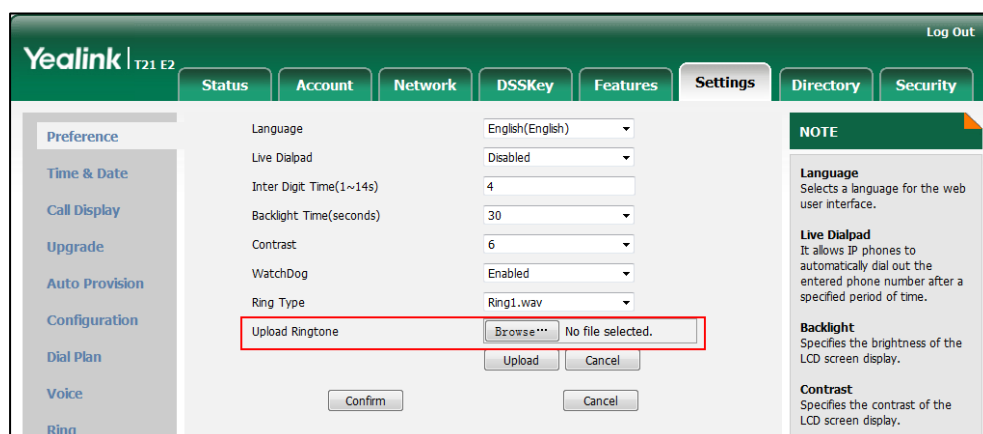 Log Out
Yealink | T21 E2
Status Account Network DSSKey Features Settings Directory Security
Preference
Time & Date
Call Display
Upgrade
Auto Provision
Configuration
Dial Plan
Voice
Ring
Language English(English)
Live Dialpad Disabled
Inter Digit Time(1~14s) 4
Backlight Time(seconds) 30
Contrast 6
WatchDog Enabled
Ring Type Ring1.wav
Upload Ringtone Browse··· No file selected.
Upload Cancel
Confirm Cancel
NOTE
Language
Selects a language for the web
user interface.
Live Dialpad
It allows IP phones to
automatically dial out the
entered phone number after a
specified period of time.
Backlight
Specifies the brightness of the
LCD screen display.
Contrast
Specifies the contrast of the
LCD screen display.